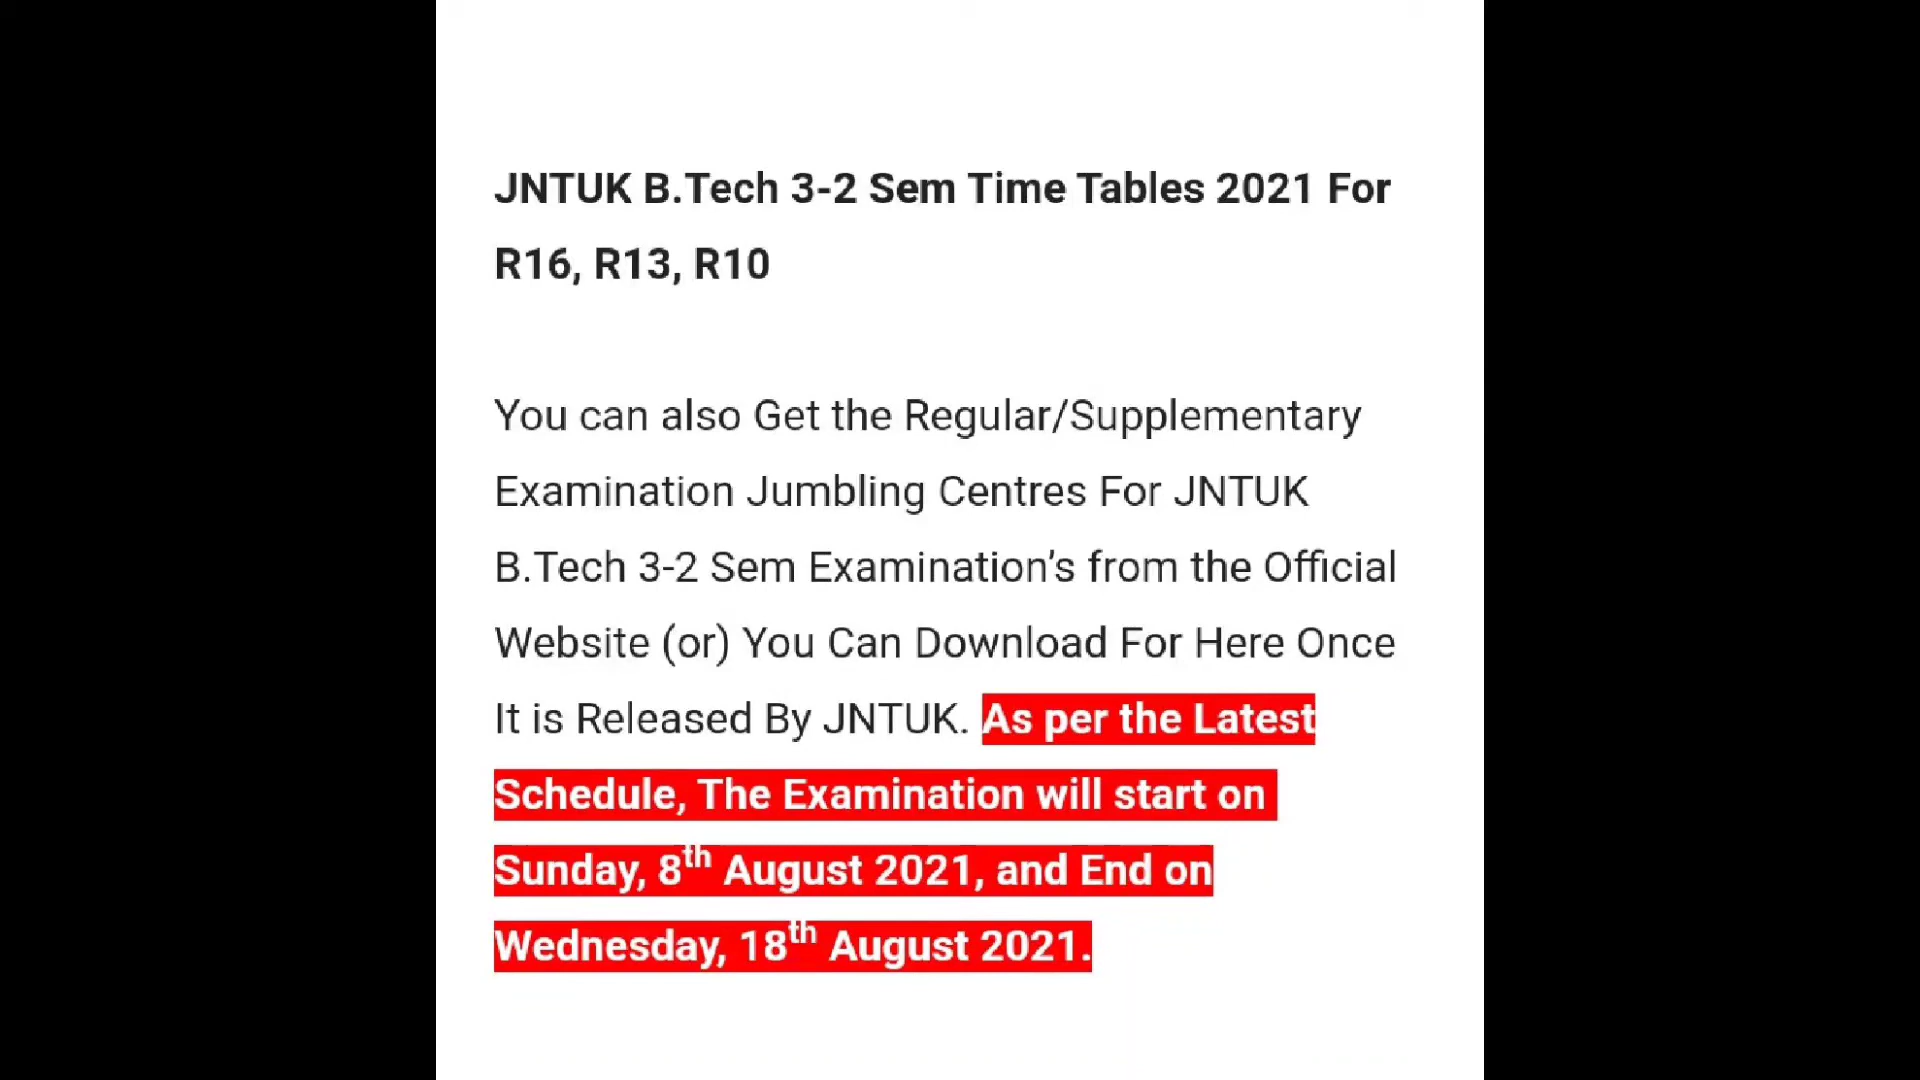 JNTUK B.Tech 3-2 Sem Time Tables 2021 For
R16, R13, R10
You can also Get the Regular/Supplementary
Examination Jumbling Centres For JNTUK
B.Tech 3-2 Sem Examination’s from the Official
Website (or) You Can Download For Here Once
It is Released By JNTUK. As per the Latest
Schedule, The Examination will start on
Sunday, 8th August 2021, and End on
Wednesday, 18th August 2021.